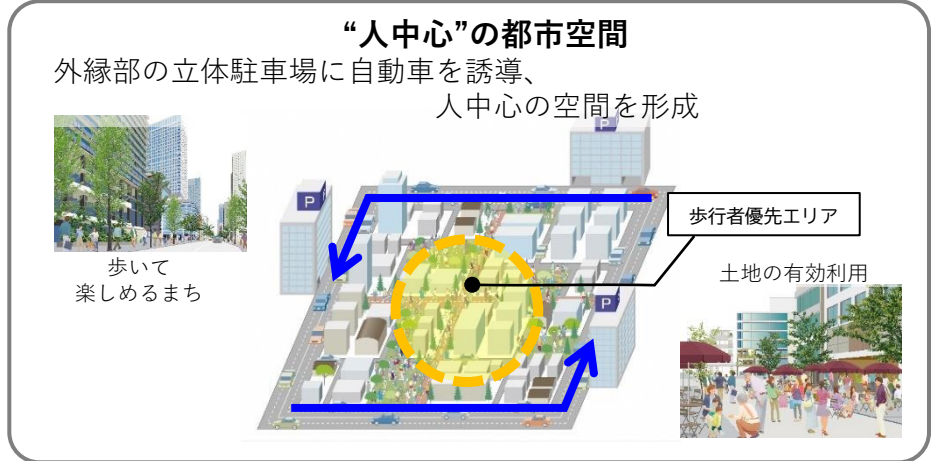 “人中心”の都市空間
外縁部の立体駐車場に自動車を誘導、
人中心の空間を形成
P
P
歩行者優先エリア
歩いて
楽しめるまち
土地の有効利用
P